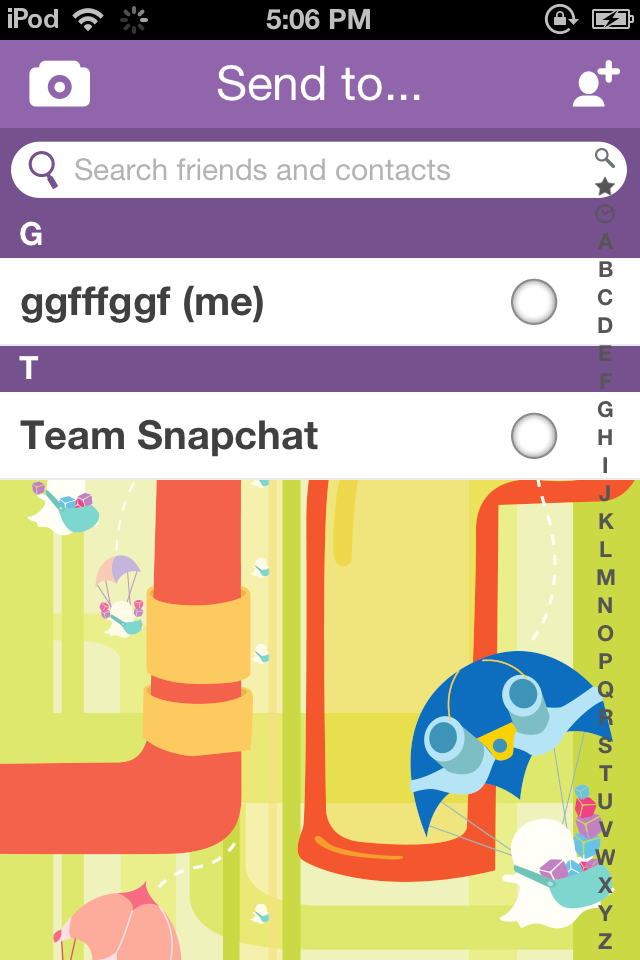 iPod 5:06 PM
Send to...
Search friends and contacts
G
ggfffggf (me)
T
Team Snapchat
A
B
C
D
E
F
G
H
I
J
K
L
M
N
O
P
Q
R
S
T
U
V
W
X
Y
Z